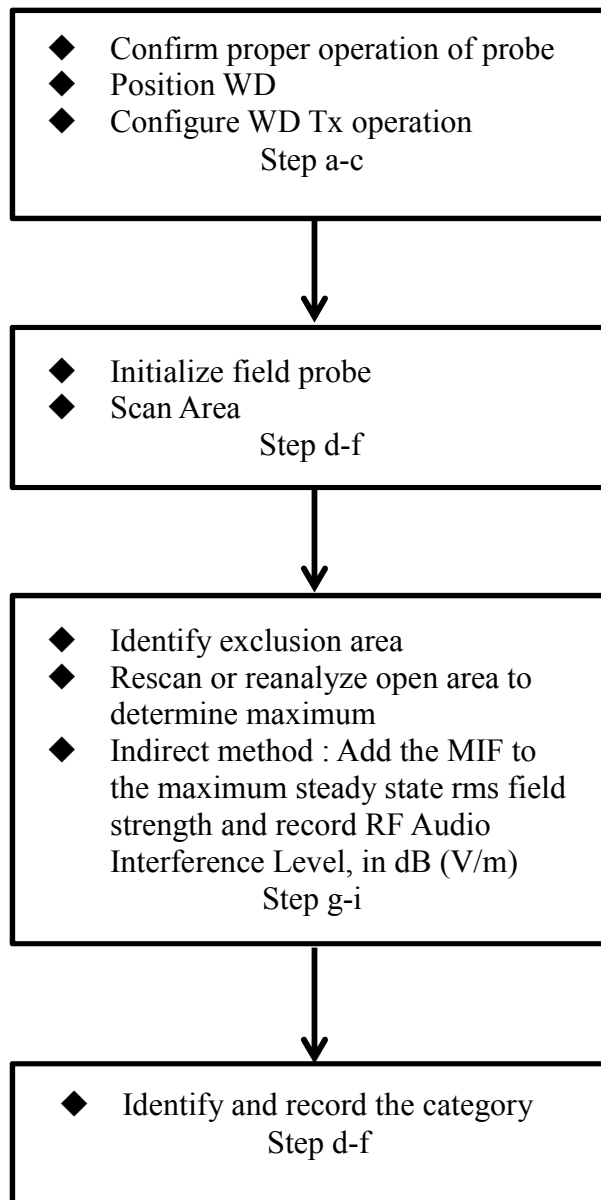 ◆ Confirm proper operation of probe
◆ Position WD
◆ Configure WD Tx operation
Step a-c
◆ Initialize field probe
◆ Scan Area
Step d-f
◆ Identify exclusion area
◆ Rescan or reanalyze open area to
determine maximum
◆ Indirect method : Add the MIF to
the maximum steady state rms field
strength and record RF Audio
Interference Level, in dB (V/m)
Step g-i
◆ Identify and record the category
Step d-f